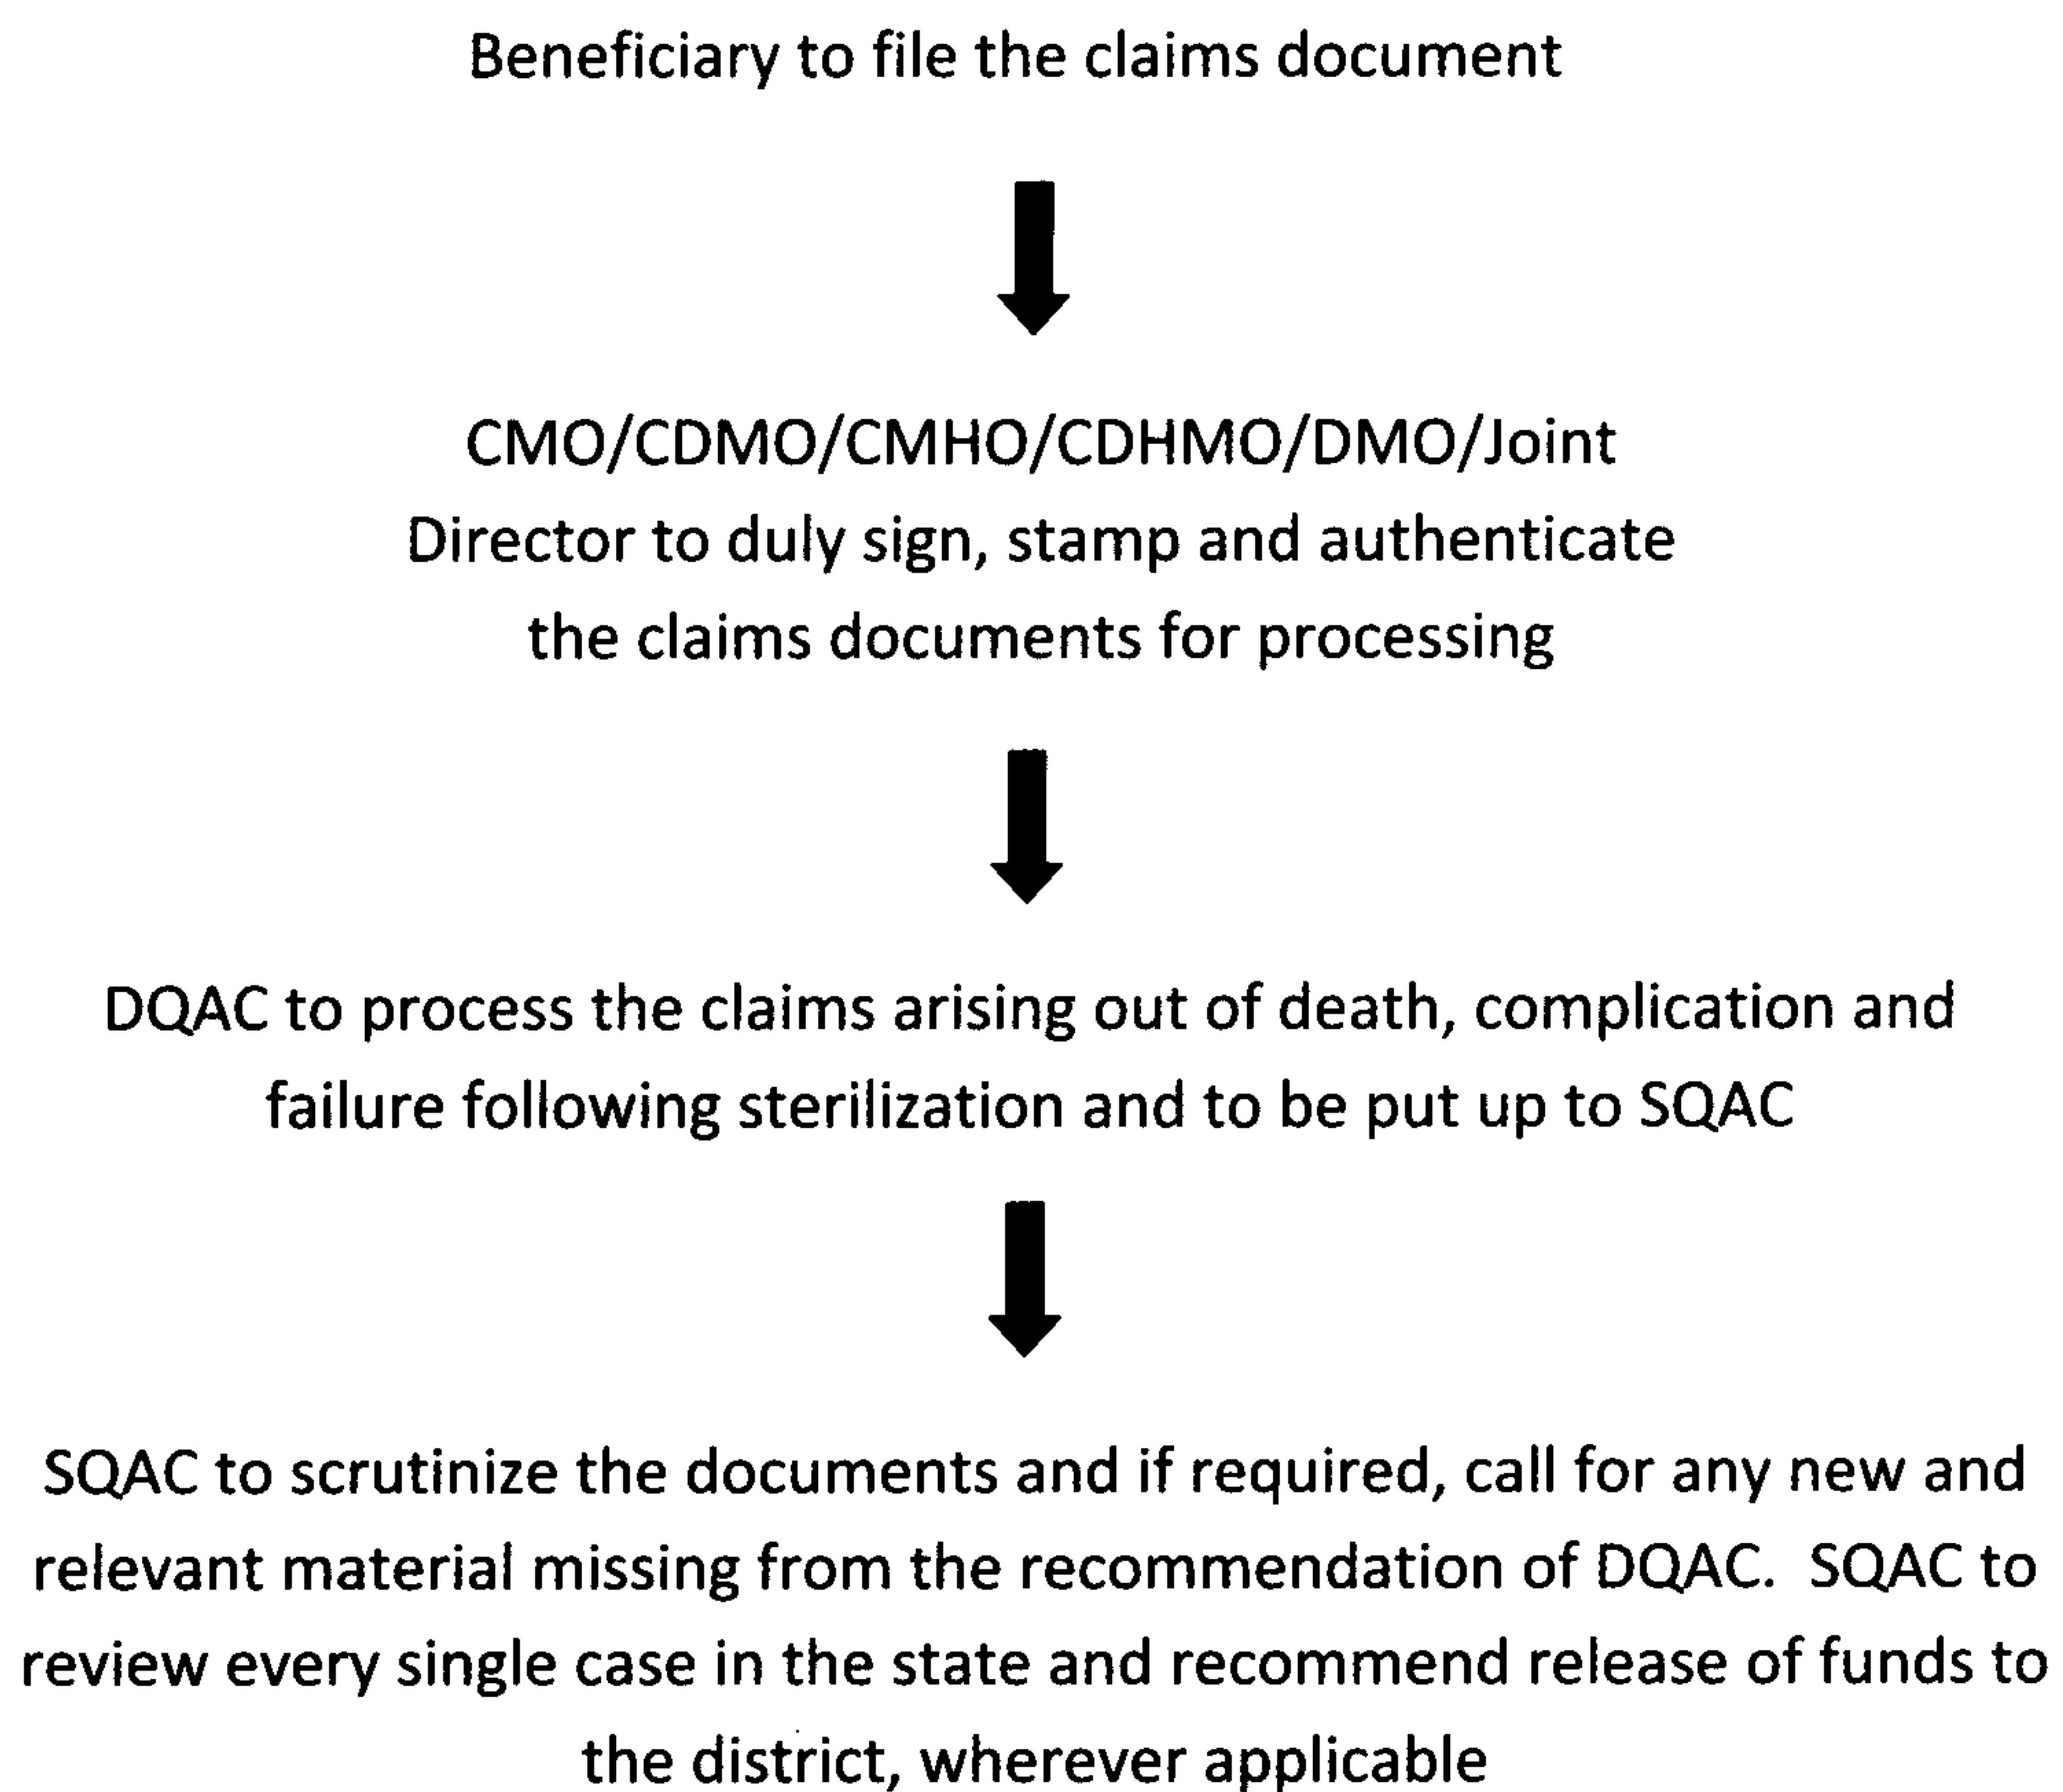 Beneficiary to file the claims document
CMO/CDMO/CMHO/CDHMO/DMO/Joint
Director to duly sign, stamp and authenticate
the claims documents for processing
DQAC to process the claims arising out of death, complication and
failure following sterilization and to be put up to SQAC
SQAC to scrutinize the documents and if required, call for any new and
relevant material missing from the recommendation of DQAC.  SQAC to
review every single case in the state and recommend release of funds to
the district, wherever applicable